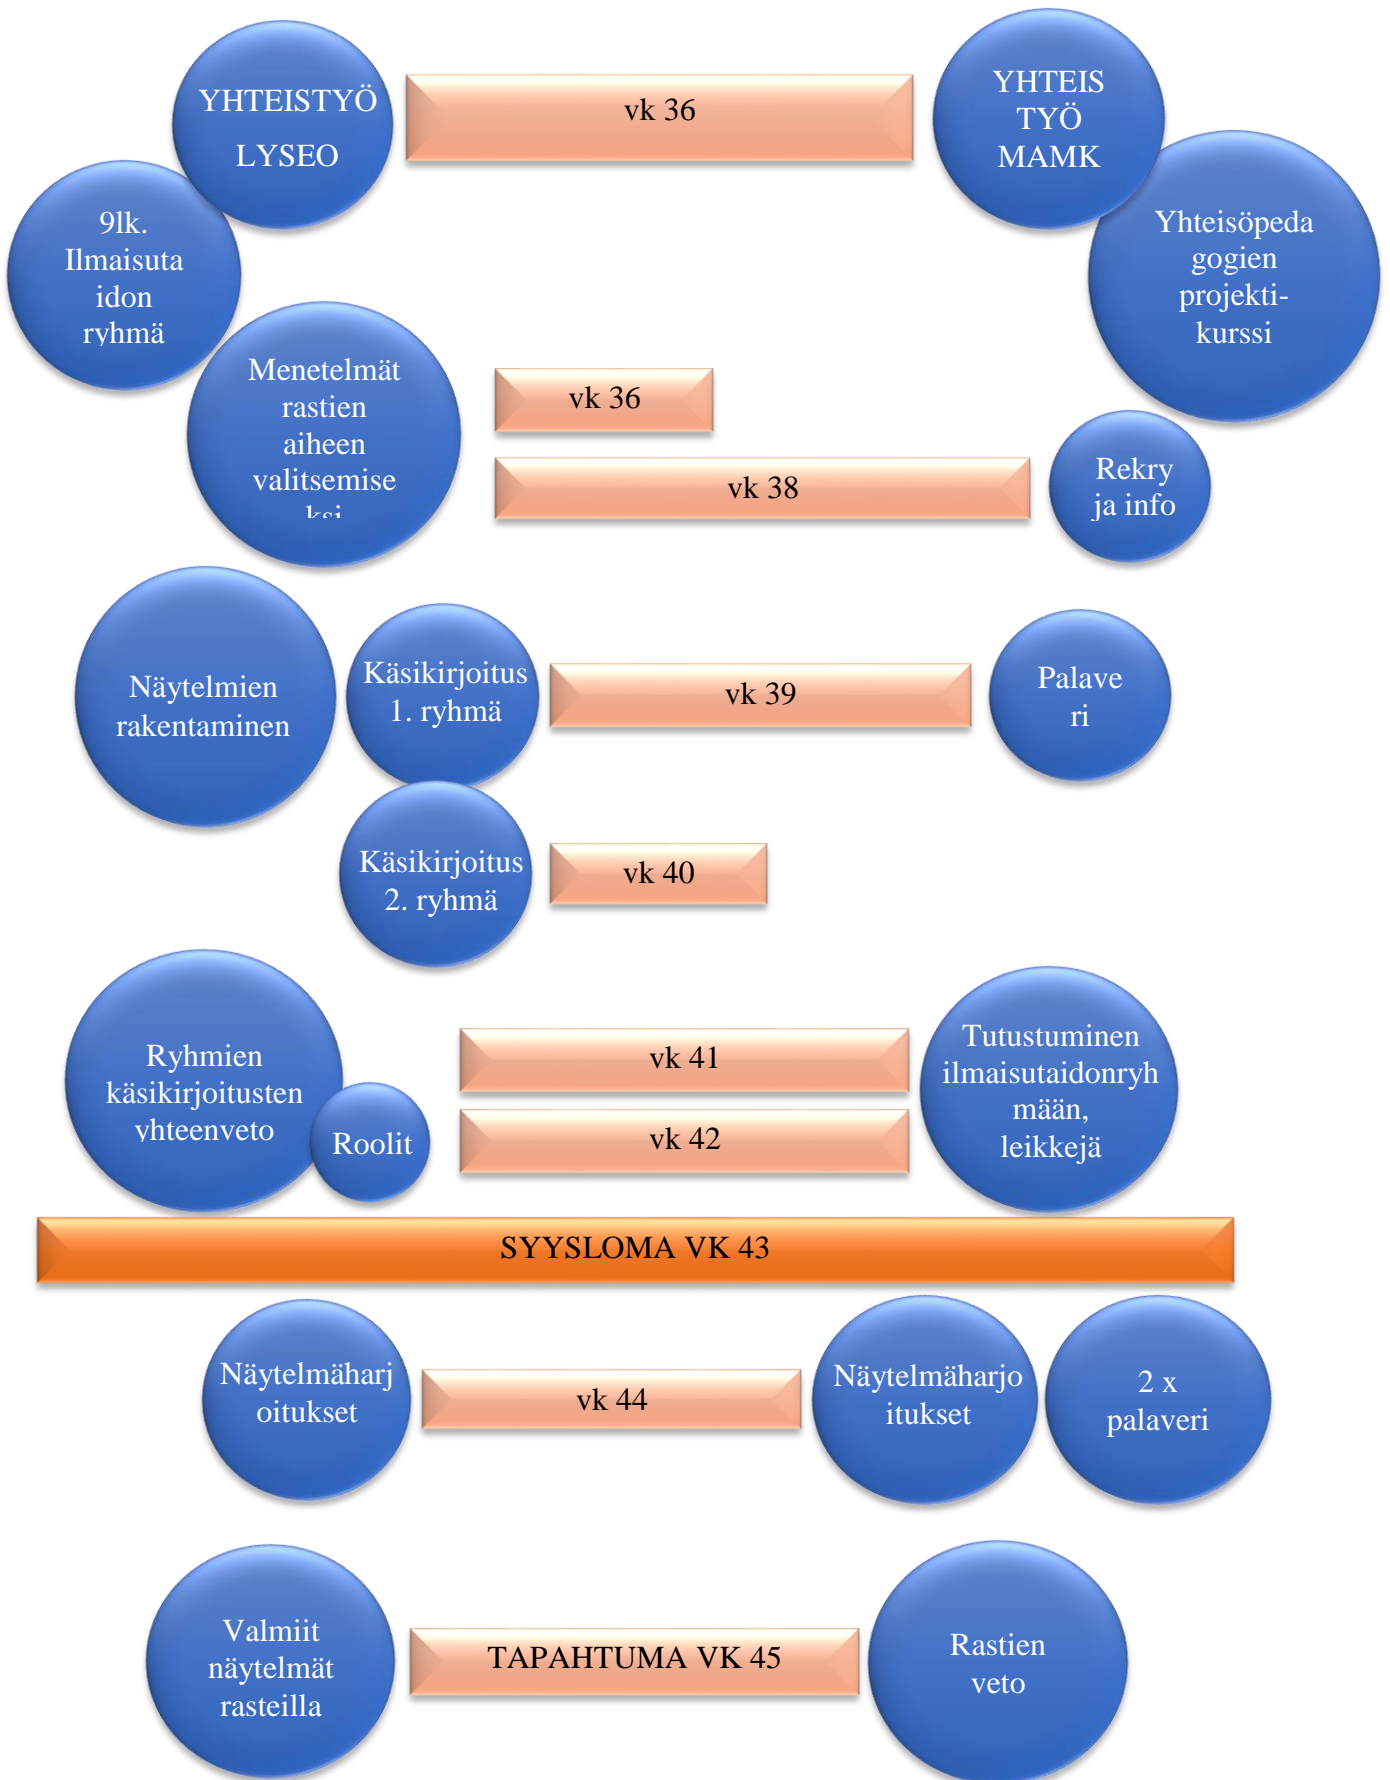 YHTEISTYÖ
LYSEO
vk 36
YHTEIS
TYÖ
MAMK
9lk.
Ilmaisuta
idon
ryhmä
Yhteisöpeda
gogien
projekti-
kurssi
Menetelmät
rastien
aiheen
valitsemise
ksi
vk 36
vk 38
Rekry
ja info
Näytelmien
rakentaminen
Käsikirjoitus
1. ryhmä
vk 39
Palave
ri
Käsikirjoitus
2. ryhmä
vk 40
Ryhmien
käsikirjoitusten
yhteenveto
Roolit
vk 41
vk 42
Tutustuminen
ilmaisutaidonryh
mään,
leikkejä
SYYSLOMA VK 43
Näytelmäharj
oitukset
vk 44
Näytelmäharjo
itukset
2 x
palaveri
Valmiit
näytelmät
rasteilla
TAPAHTUMA VK 45
Rastien
veto